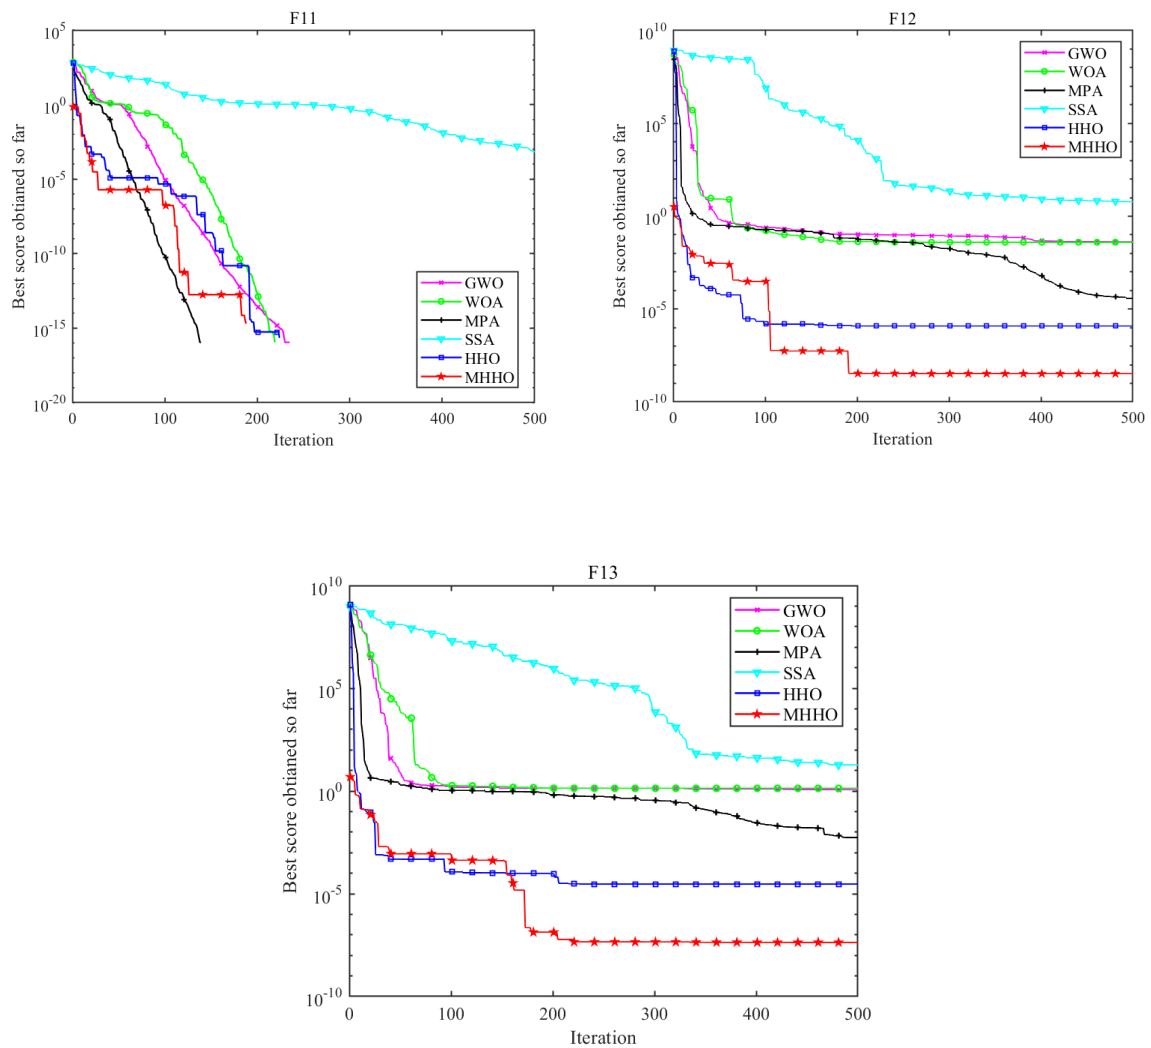 F11
Best score obtianed so far
10^5
10^0
10^-5
10^-10
10^-15
10^-20
GWO
WOA
MPA
SSA
HHO
MHHO
0 100 200 300 400 500
Iteration
F12
Best score obtianed so far
10^10
10^5
10^0
10^-5
10^-10
GWO
WOA
MPA
SSA
HHO
MHHO
0 100 200 300 400 500
Iteration
F13
Best score obtianed so far
10^10
10^5
10^0
10^-5
10^-10
GWO
WOA
MPA
SSA
HHO
MHHO
0 100 200 300 400 500
Iteration